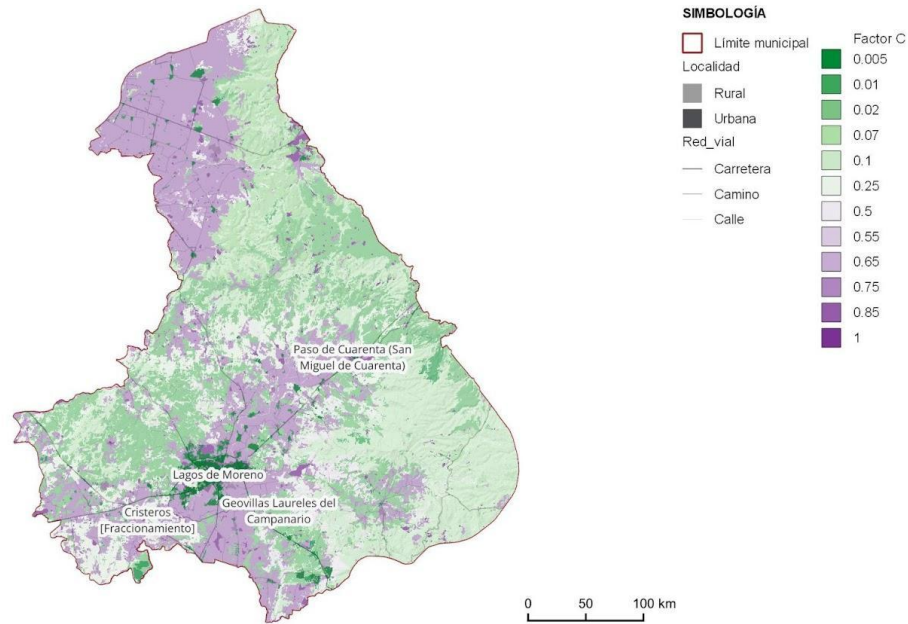 SIMBOLOGÍA
Límite municipal
Localidad
Rural
Urbana
Red_vial
Carretera
Camino
Calle
Factor C
0.005
0.01
0.02
0.07
0.1
0.25
0.5
0.55
0.65
0.75
0.85
1
Paso de Cuarenta (San
Miguel de Cuarenta)
Lagos de Moreno
Geovillas Laureles del
Campanario
Cristeros
[Fraccionamiento]
0 50 100 km